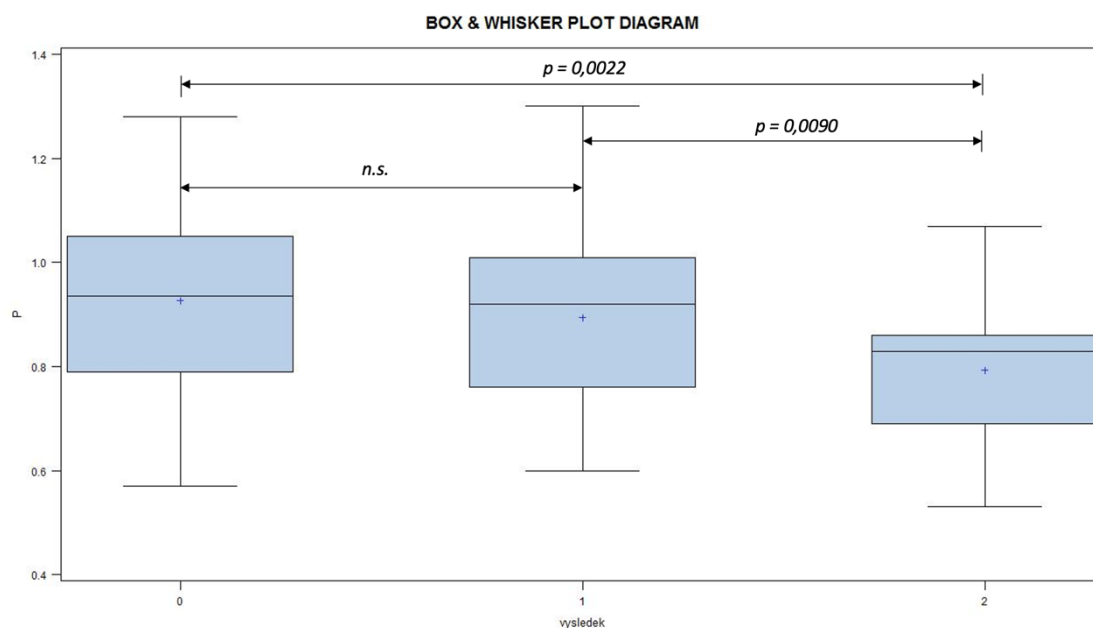 BOX & WHISKER PLOT DIAGRAM
1.4
p = 0,0022
p = 0,0090
1.2
n.s.
1.0
P
0.8
0.6
0.4
0 1 2
vysledek